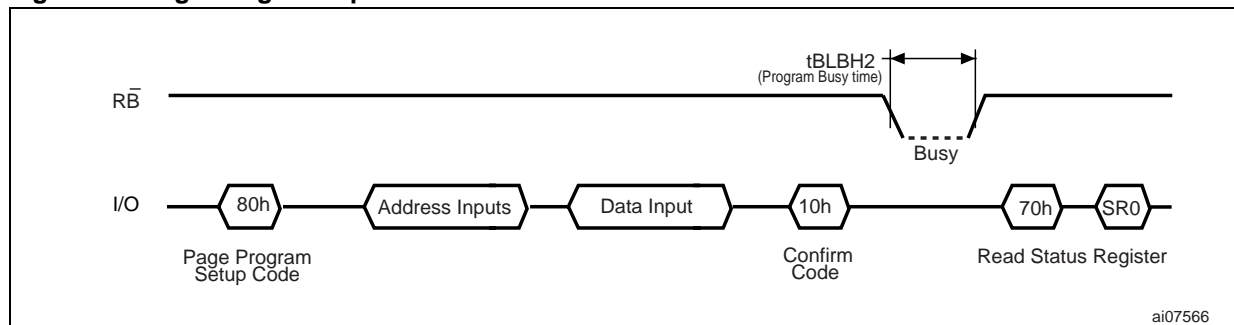 tBLBH2
(Program Busy time)
RB̅
Busy
I/O
80h
Address Inputs
Data Input
10h
70h
SR0
Page Program
Setup Code
Confirm
Code
Read Status Register
ai07566